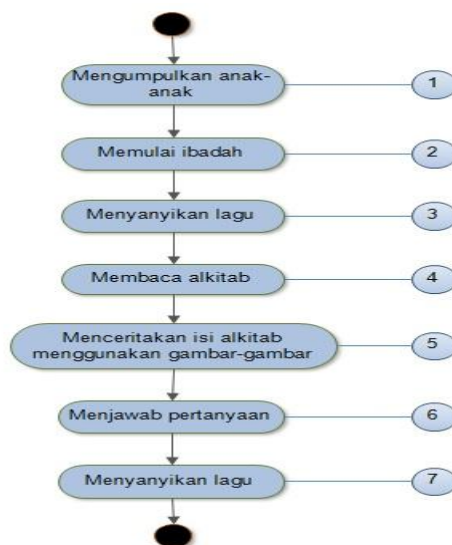 Mengumpulkan anak-
anak
1
Memulai ibadah
2
Menyanyikan lagu
3
Membaca alkitab
4
Menceritakan isi alkitab
menggunakan gambar-gambar
5
Menjawab pertanyaan
6
Menyanyikan lagu
7